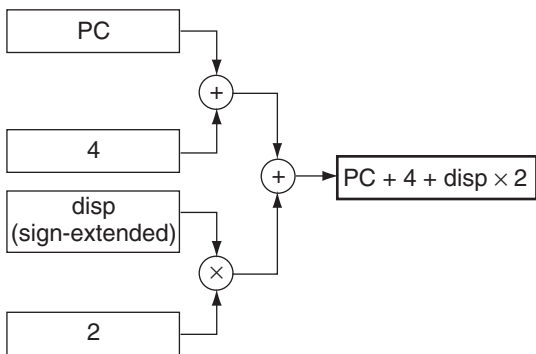 PC
+
4
+
PC + 4 + disp × 2
disp
(sign-extended)
×
2